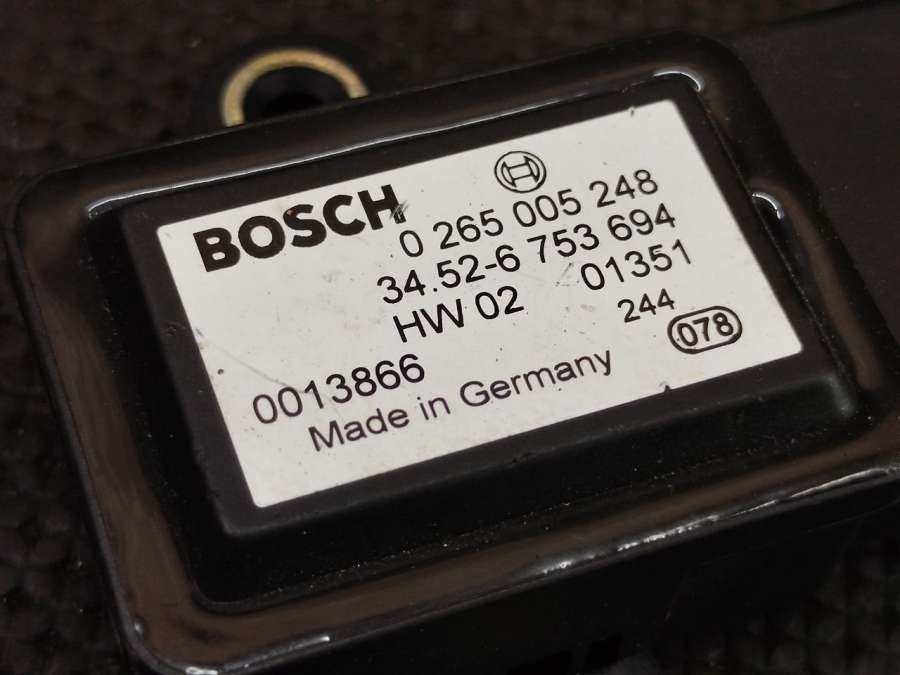 BOSCH
0 265 005 248
34.52-6 753 694
HW 02 01351
244
0013866
078
Made in Germany